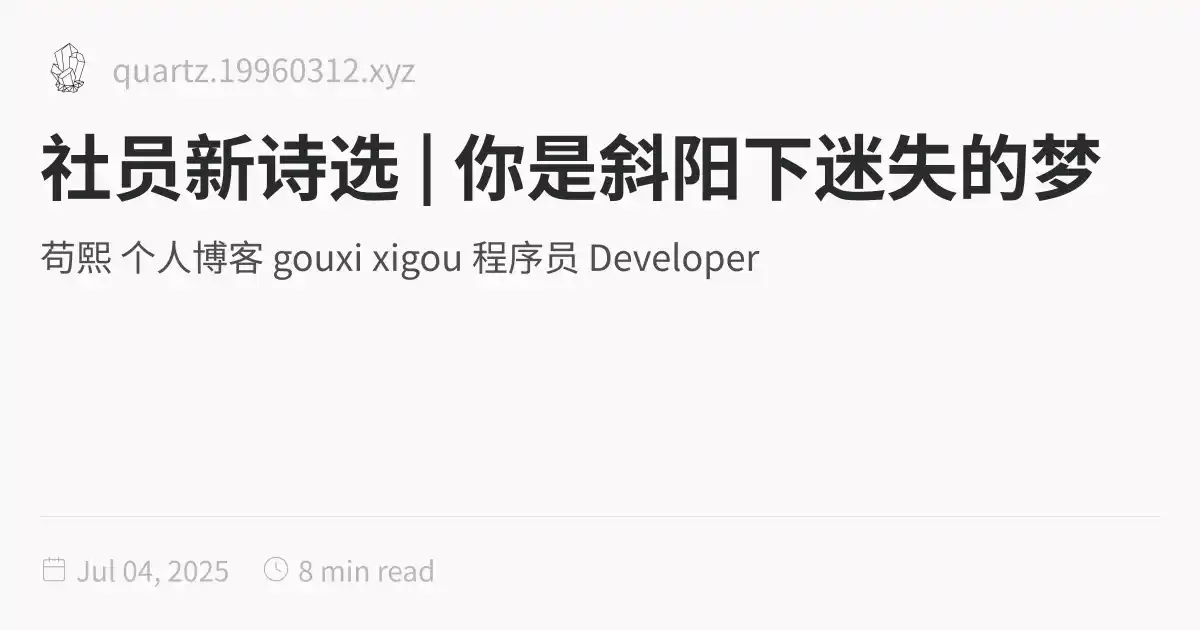 quartz.19960312.xyz
社员新诗选 | 你是斜阳下迷失的梦
苟熙 个人博客 gouxi xigou 程序员 Developer
Jul 04, 2025 8 min read